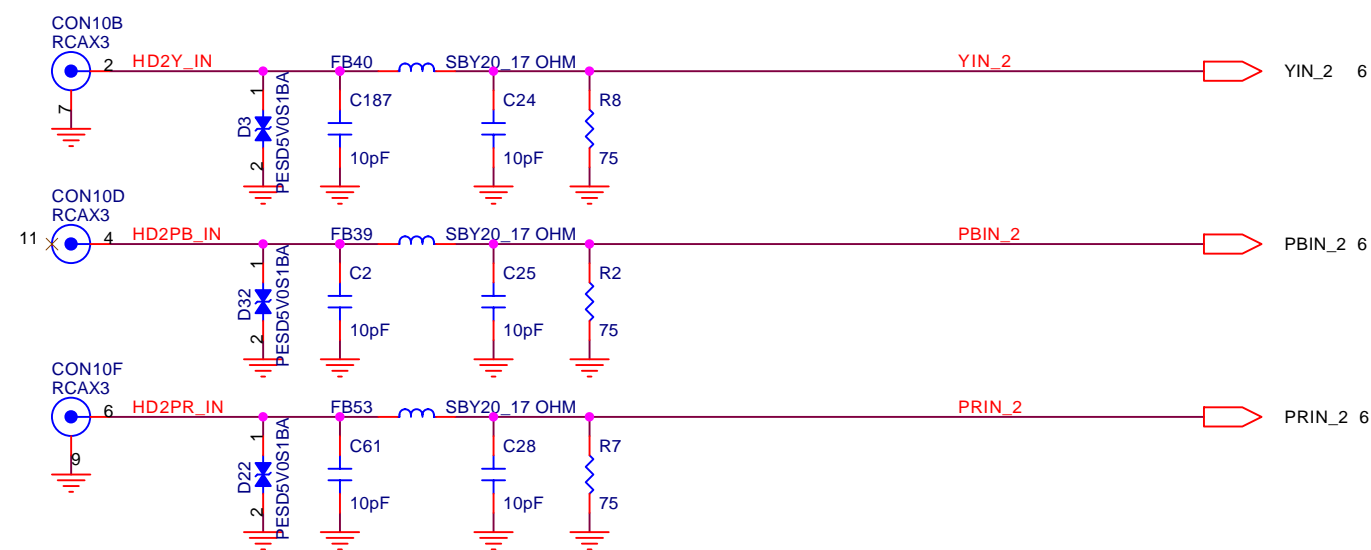 CON10B
RCAX3
2 HD2Y_IN FB40 SBY20_17 OHM YIN_2 YIN_2 6
7
1
D3
PESD5V0S1BA
2
C187
10pF
C24
10pF
R8
75
CON10D
RCAX3
11 4 HD2PB_IN FB39 SBY20_17 OHM PBIN_2 PBIN_2 6
1
D32
PESD5V0S1BA
2
C2
10pF
C25
10pF
R2
75
CON10F
RCAX3
6 HD2PR_IN FB53 SBY20_17 OHM PRIN_2 PRIN_2 6
9
1
D22
PESD5V0S1BA
2
C61
10pF
C28
10pF
R7
75